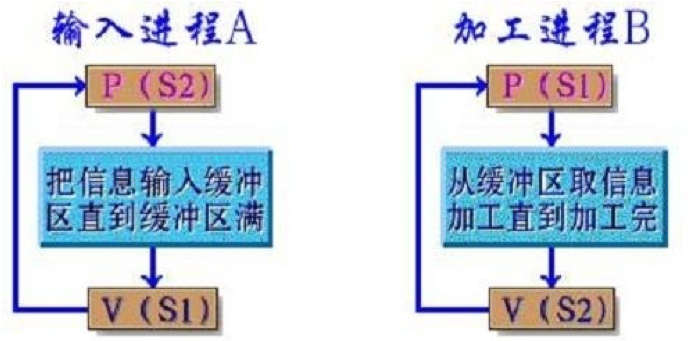 输入进程A
P（S2）
把信息输入缓冲
区直到缓冲区满
V（S1）
加工进程B
P（S1）
从缓冲区取信息
加工直到加工完
V（S2）